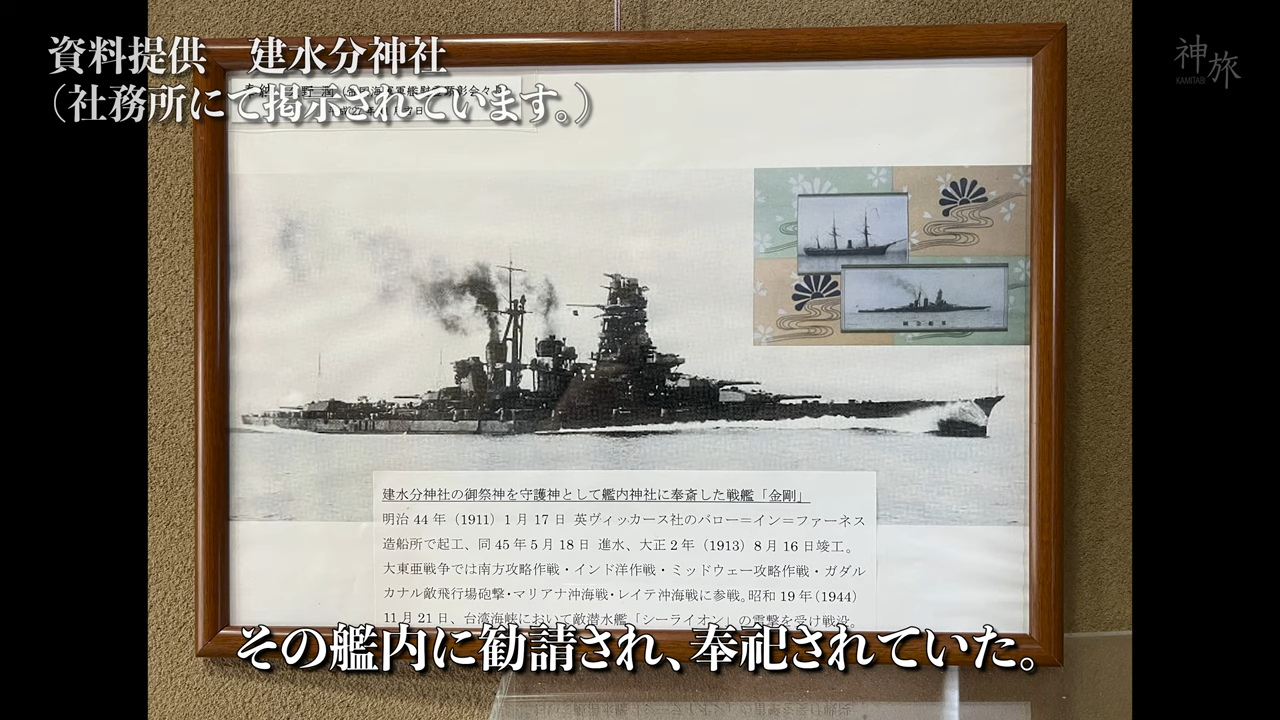 資料提供 建水分神社
（社務所にて掲示されています。）
神旅
KAMITABI
建水分神社の御祭神を守護神として艦内神社に奉斎した戦艦「金剛」
明治44年（1911）1月17日 英ヴィッカース社のバロー＝イン＝ファーネス
造船所で起工、同45年5月18日 進水、大正2年（1913）8月16日竣工。
大東亜戦争では南方攻略作戦・インド洋作戦・ミッドウェー攻略作戦・ガダル
カナル敵飛行場砲撃・マリアナ沖海戦・レイテ沖海戦に参戦。昭和19年（1944）
11月21日、台湾海峡において敵潜水艦「シーライオン」の雷撃を受け戦没。
その艦内に勧請され、奉祀されていた。